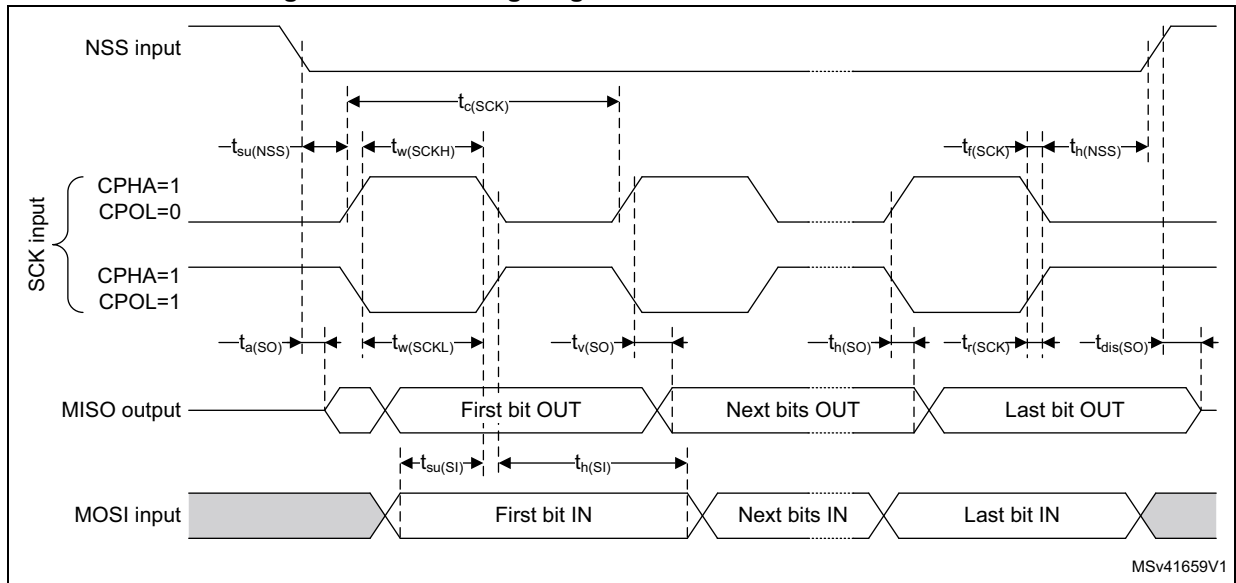 NSS input
tc(SCK)
tsu(NSS)
tw(SCKH)
tf(SCK)
th(NSS)
SCK input
CPHA=1
CPOL=0
CPHA=1
CPOL=1
ta(SO)
tw(SCKL)
tv(SO)
th(SO)
tr(SCK)
tdis(SO)
MISO output
First bit OUT
Next bits OUT
Last bit OUT
tsu(SI)
th(SI)
MOSI input
First bit IN
Next bits IN
Last bit IN
MSv41659V1